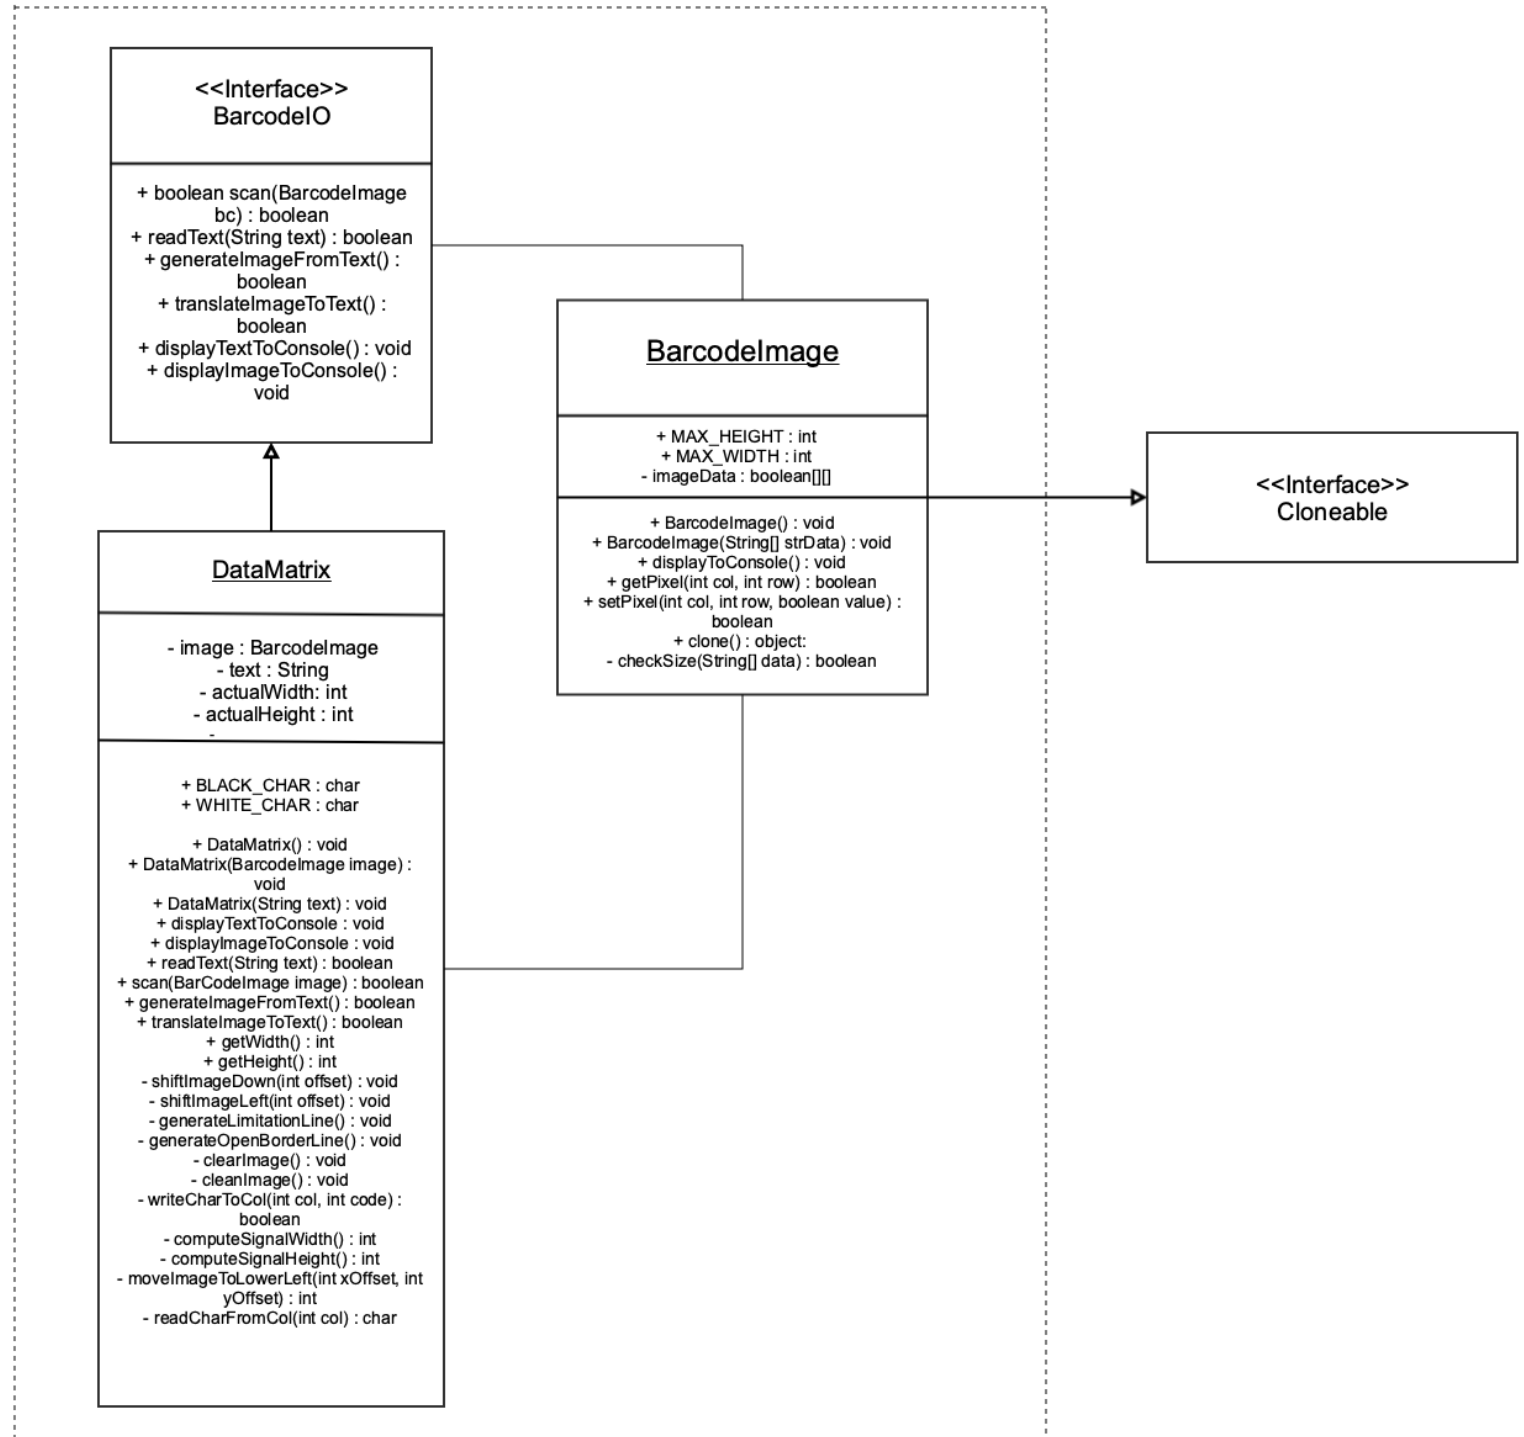 <<Interface>>
BarcodeIO
+ boolean scan(BarcodeImage
bc) : boolean
+ readText(String text) : boolean
+ generateImageFromText() :
boolean
+ translateImageToText() :
boolean
+ displayTextToConsole() : void
+ displayImageToConsole() :
void
BarcodeImage
+ MAX_HEIGHT : int
+ MAX_WIDTH : int
- imageData : boolean[][]
+ BarcodeImage() : void
+ BarcodeImage(String[] strData) : void
+ displayToConsole() : void
+ getPixel(int col, int row) : boolean
+ setPixel(int col, int row, boolean value) :
boolean
+ clone() : object:
- checkSize(String[] data) : boolean
<<Interface>>
Cloneable
DataMatrix
- image : BarcodeImage
- text : String
- actualWidth: int
- actualHeight : int
-
+ BLACK_CHAR : char
+ WHITE_CHAR : char
+ DataMatrix() : void
+ DataMatrix(BarcodeImage image) :
void
+ DataMatrix(String text) : void
+ displayTextToConsole : void
+ displayImageToConsole : void
+ readText(String text) : boolean
+ scan(BarCodeImage image) : boolean
+ generateImageFromText() : boolean
+ translateImageToText() : boolean
+ getWidth() : int
+ getHeight() : int
- shiftImageDown(int offset) : void
- shiftImageLeft(int offset) : void
- generateLimitationLine() : void
- generateOpenBorderLine() : void
- clearImage() : void
- cleanImage() : void
- writeCharToCol(int col, int code) :
boolean
- computeSignalWidth() : int
- computeSignalHeight() : int
- moveImageToLowerLeft(int xOffset, int
yOffset) : int
- readCharFromCol(int col) : char